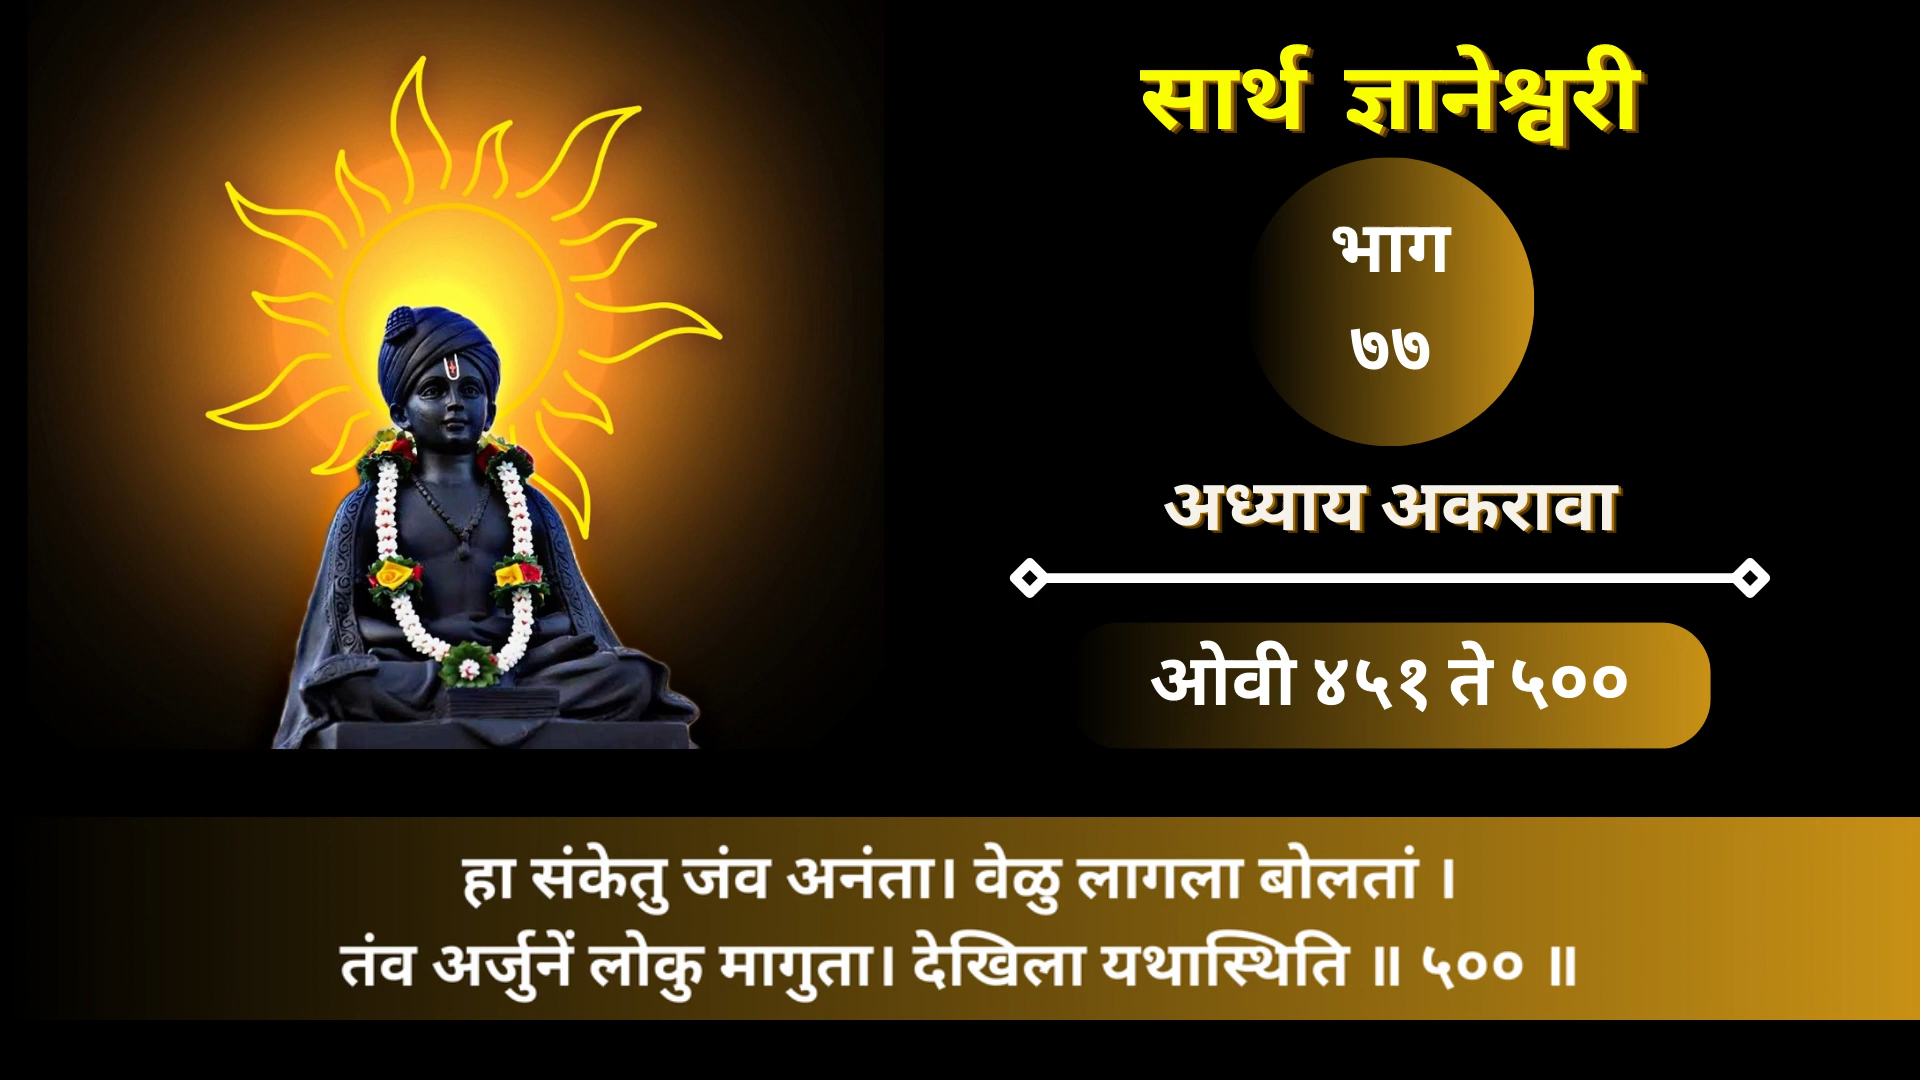 सार्थ ज्ञानेश्वरी
भाग
७७
अध्याय अकरावा
ओवी ४५१ ते ५००
हा संकेतु जंव अनंता। वेळु लागला बोलतां ।
तंव अर्जुनें लोकु मागुता। देखिला यथास्थिति ॥ ५०० ॥